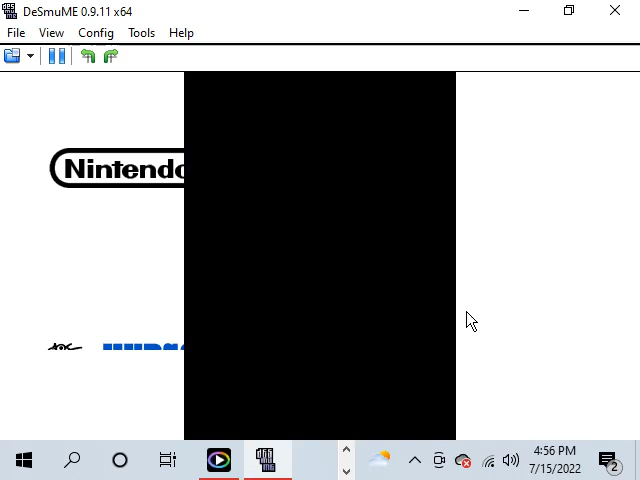 DeSmuME 0.9.11 x64
File View Config Tools Help
Nintendo
4:56 PM
7/15/2022
2